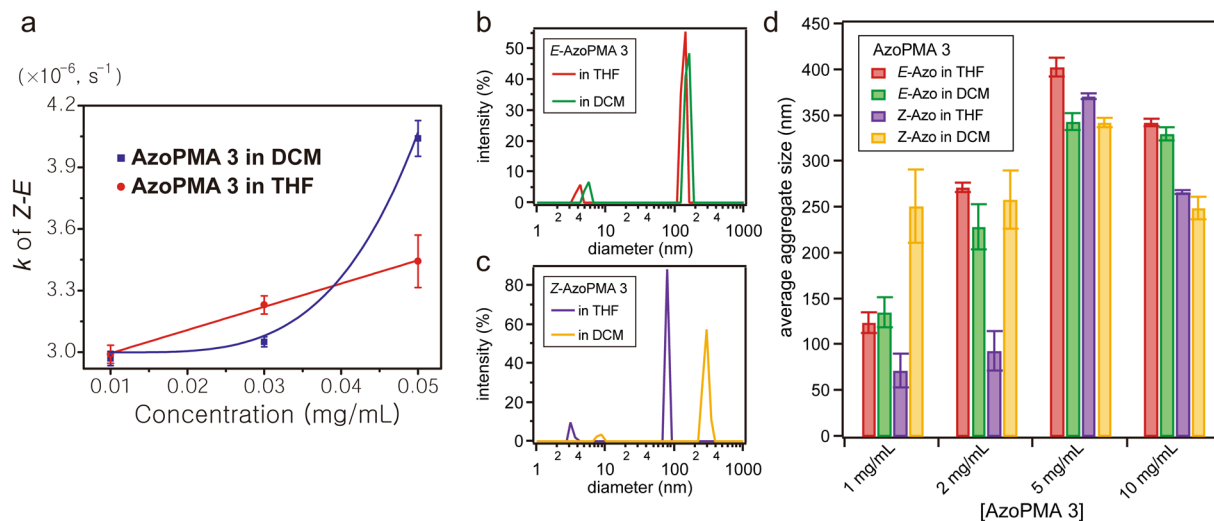 a
(×10⁻⁶, s⁻¹)
4.2
3.9
3.6
3.3
3.0
k of Z-E
AzoPMA 3 in DCM
AzoPMA 3 in THF
0.01 0.02 0.03 0.04 0.05
Concentration (mg/mL)
b
50
40
30
20
10
0
intensity (%)
E-AzoPMA 3
in THF
in DCM
1 2 4 10 2 4 100 2 4 1000
diameter (nm)
c
80
60
40
20
0
intensity (%)
Z-AzoPMA 3
in THF
in DCM
1 2 4 10 2 4 100 2 4 1000
diameter (nm)
d
450
400
350
300
250
200
150
100
50
0
average aggregate size (nm)
AzoPMA 3
E-Azo in THF
E-Azo in DCM
Z-Azo in THF
Z-Azo in DCM
1 mg/mL
2 mg/mL
5 mg/mL
10 mg/mL
[AzoPMA 3]